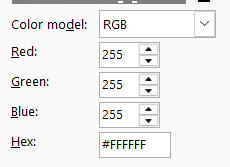 Color model: RGB
Red: 255
Green: 255
Blue: 255
Hex: #FFFFFF